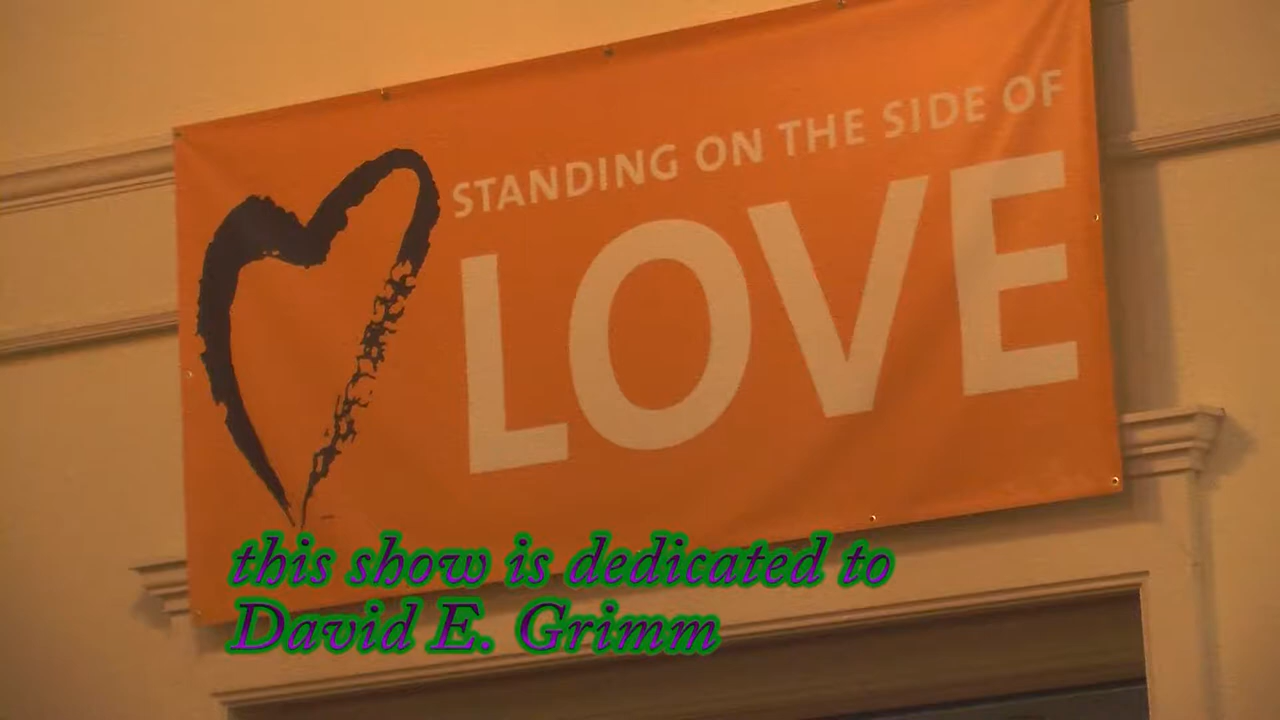 STANDING ON THE SIDE OF
LOVE
this show is dedicated to
David E. Grimm